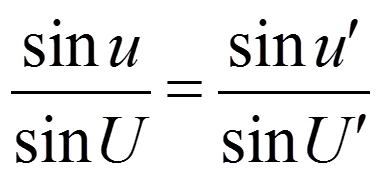 sin u / sin U = sin u′ / sin U′